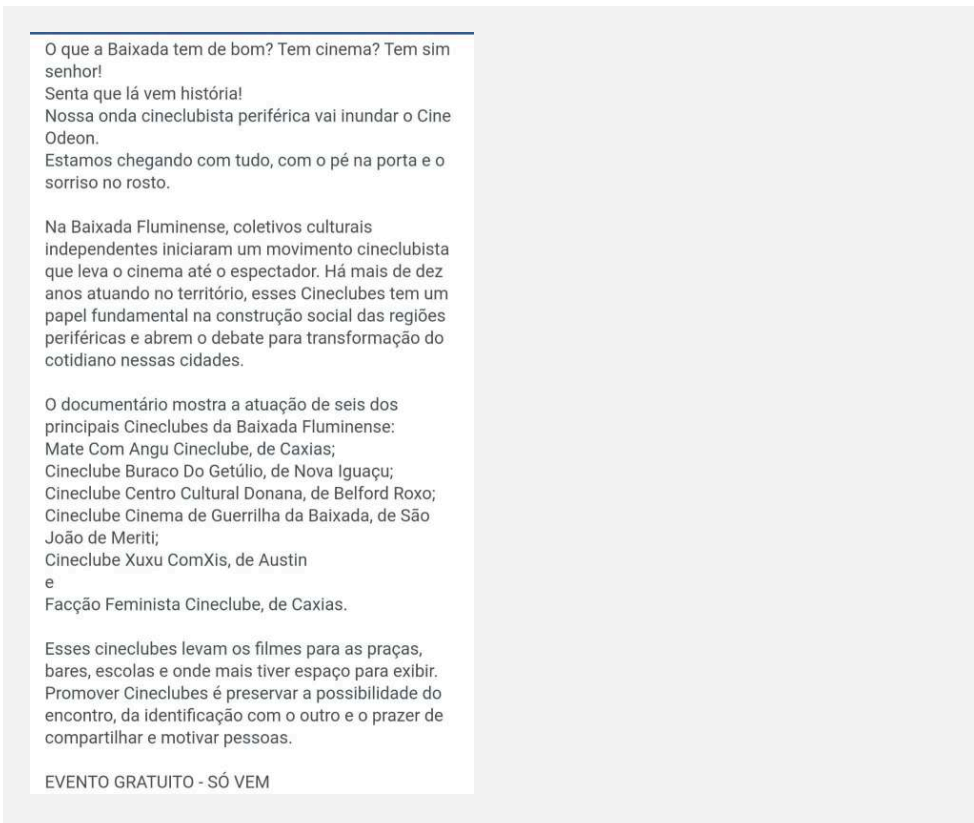 O que a Baixada tem de bom? Tem cinema? Tem sim
senhor!
Senta que lá vem história!
Nossa onda cineclubista periférica vai inundar o Cine
Odeon.
Estamos chegando com tudo, com o pé na porta e o
sorriso no rosto.
Na Baixada Fluminense, coletivos culturais
independentes iniciaram um movimento cineclubista
que leva o cinema até o espectador. Há mais de dez
anos atuando no território, esses Cineclubes tem um
papel fundamental na construção social das regiões
periféricas e abrem o debate para transformação do
cotidiano nessas cidades.
O documentário mostra a atuação de seis dos
principais Cineclubes da Baixada Fluminense:
Mate Com Angu Cineclube, de Caxias;
Cineclube Buraco Do Getúlio, de Nova Iguaçu;
Cineclube Centro Cultural Donana, de Belford Roxo;
Cineclube Cinema de Guerrilha da Baixada, de São
João de Meriti;
Cineclube Xuxu ComXis, de Austin
e
Facção Feminista Cineclube, de Caxias.
Esses cineclubes levam os filmes para as praças,
bares, escolas e onde mais tiver espaço para exibir.
Promover Cineclubes é preservar a possibilidade do
encontro, da identificação com o outro e o prazer de
compartilhar e motivar pessoas.
EVENTO GRATUITO - SÓ VEM